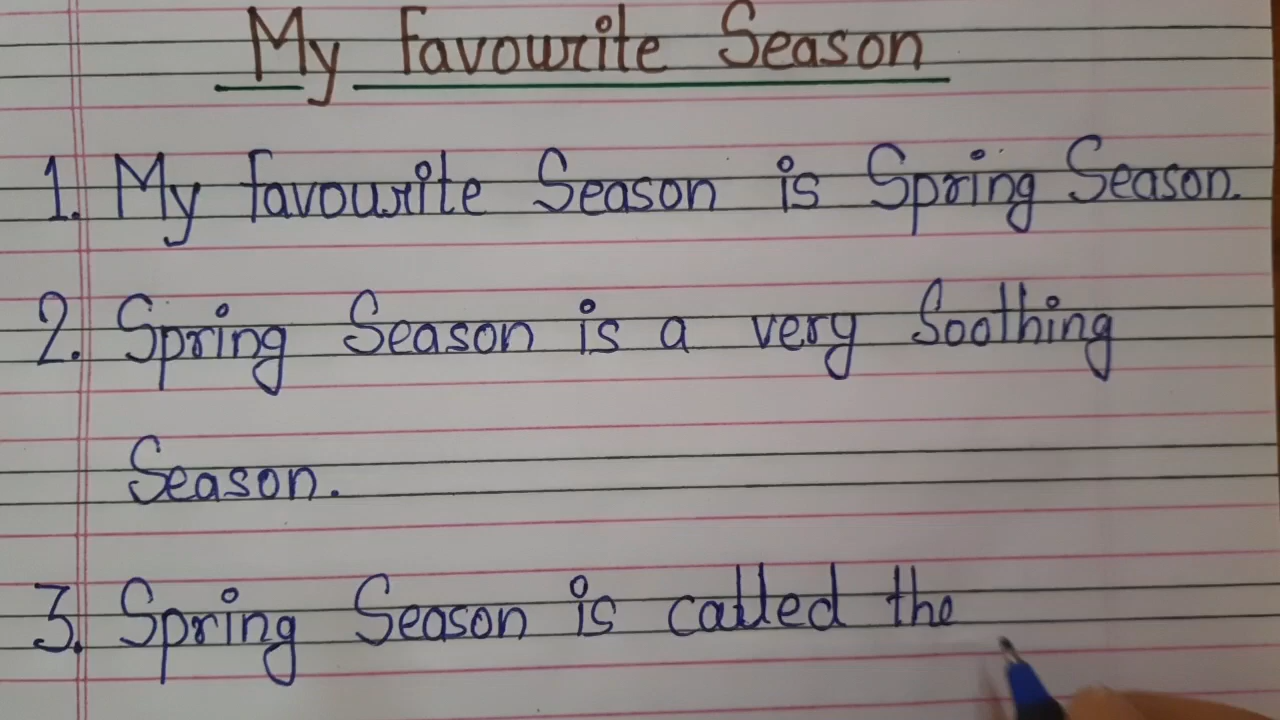 My favourite Season
1. My favourite Season is Spring Season.
2. Spring Season is a very Soothing
Season.
3. Spring Season is called the